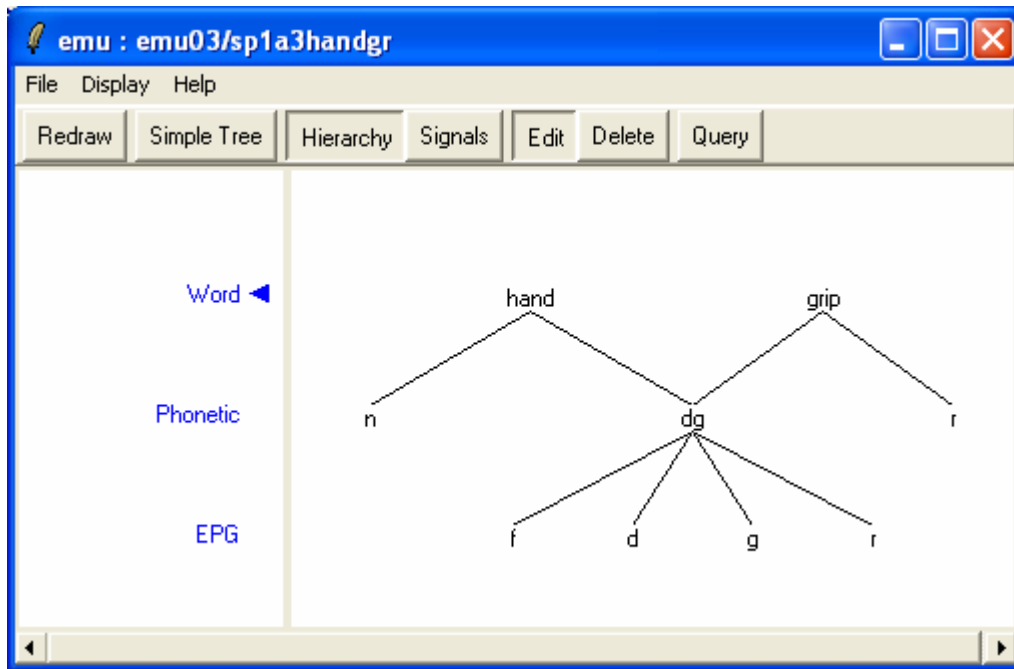 emu : emu03/sp1a3handgr
File Display Help
Redraw Simple Tree Hierarchy Signals Edit Delete Query
Word hand grip
Phonetic n dg r
EPG f d g r